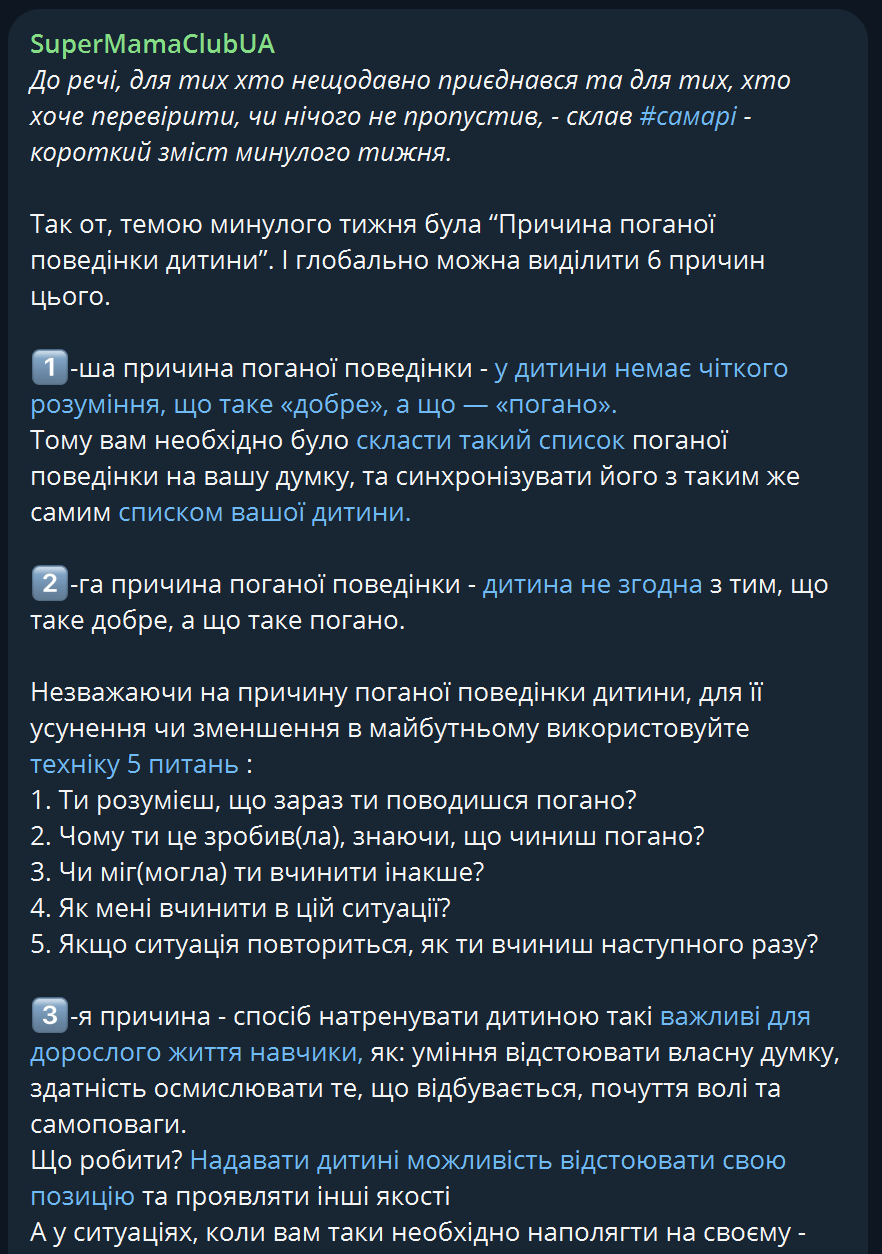 SuperMamaClubUA
До речі, для тих хто нещодавно приєднався та для тих, хто
хоче перевірити, чи нічого не пропустив, - склав #самарі -
короткий зміст минулого тижня.
Так от, темою минулого тижня була “Причина поганої
поведінки дитини”. І глобально можна виділити 6 причин
цього.
1️⃣-ша причина поганої поведінки - у дитини немає чіткого
розуміння, що таке «добре», а що — «погано».
Тому вам необхідно було скласти такий список поганої
поведінки на вашу думку, та синхронізувати його з таким же
самим списком вашої дитини.
2️⃣-га причина поганої поведінки - дитина не згодна з тим, що
таке добре, а що таке погано.
Незважаючи на причину поганої поведінки дитини, для її
усунення чи зменшення в майбутньому використовуйте
техніку 5 питань :
1. Ти розумієш, що зараз ти поводишся погано?
2. Чому ти це зробив(ла), знаючи, що чиниш погано?
3. Чи міг(могла) ти вчинити інакше?
4. Як мені вчинити в цій ситуації?
5. Якщо ситуація повториться, як ти вчиниш наступного разу?
3️⃣-я причина - спосіб натренувати дитиною такі важливі для
дорослого життя навчики, як: уміння відстоювати власну думку,
здатність осмислювати те, що відбувається, почуття волі та
самоповаги.
Що робити? Надавати дитині можливість відстоювати свою
позицію та проявляти інші якості
А у ситуаціях, коли вам таки необхідно наполягти на своєму -